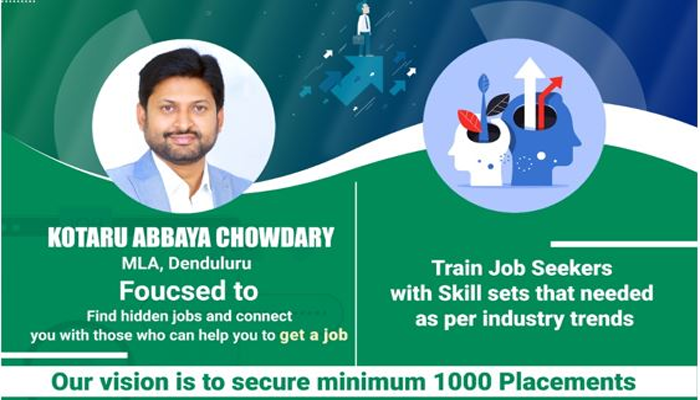 KOTARU ABBAYA CHOWDARY
MLA, Denduluru
Foucsed to
Find hidden jobs and connect
you with those who can help you to get a job
Train Job Seekers
with Skill sets that needed
as per industry trends
Our vision is to secure minimum 1000 Placements